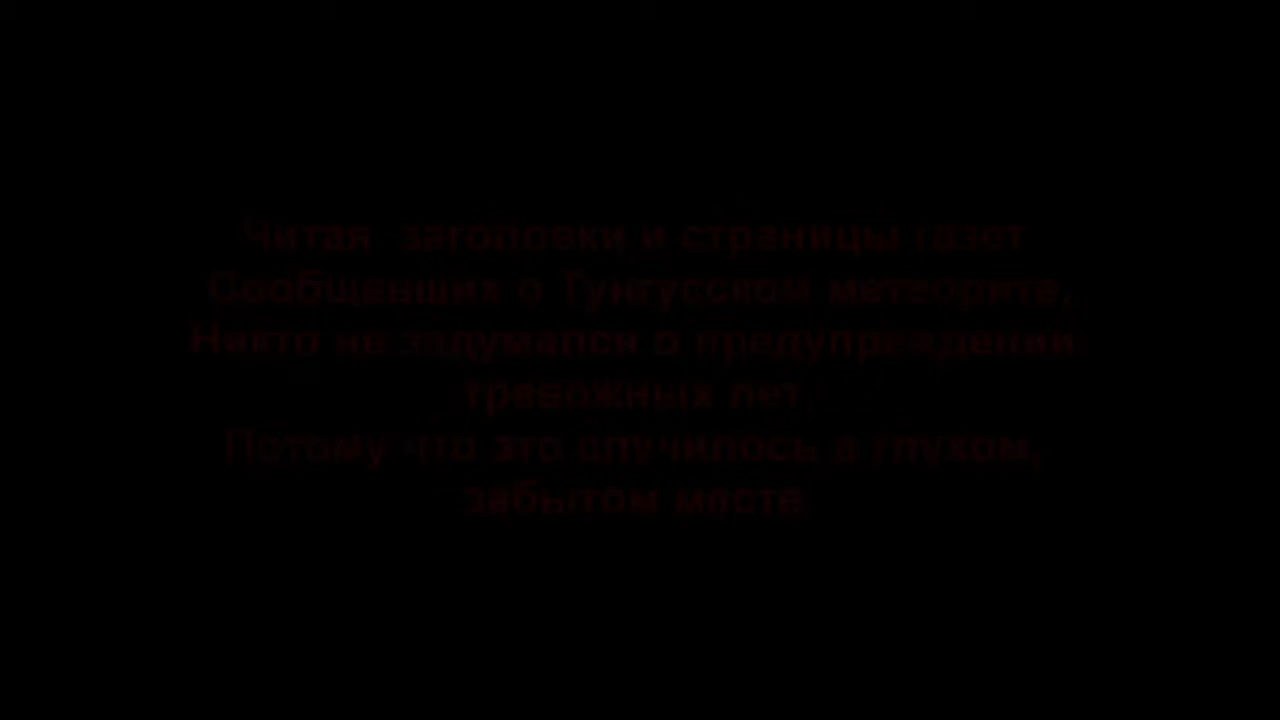 Читая заголовки и страницы газет
Сообщавших о Тунгусском метеорите,
Никто не задумался о предупреждении
тревожных лет,
Потому что это случилось в глухом,
забытом месте